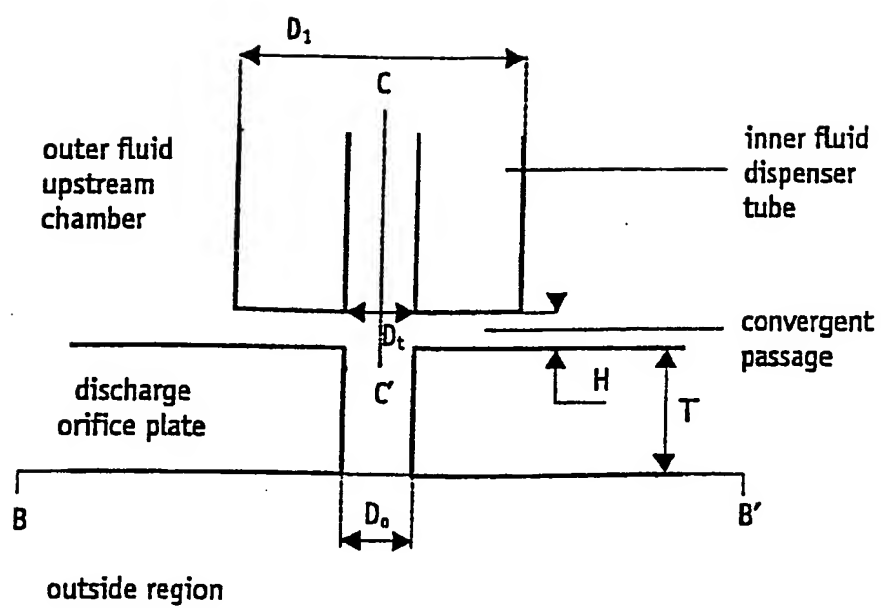 D₁
C
outer fluid
upstream
chamber
inner fluid
dispenser
tube
Dₜ
convergent
passage
C′
discharge
orifice plate
H
T
B
Dₒ
B′
outside region